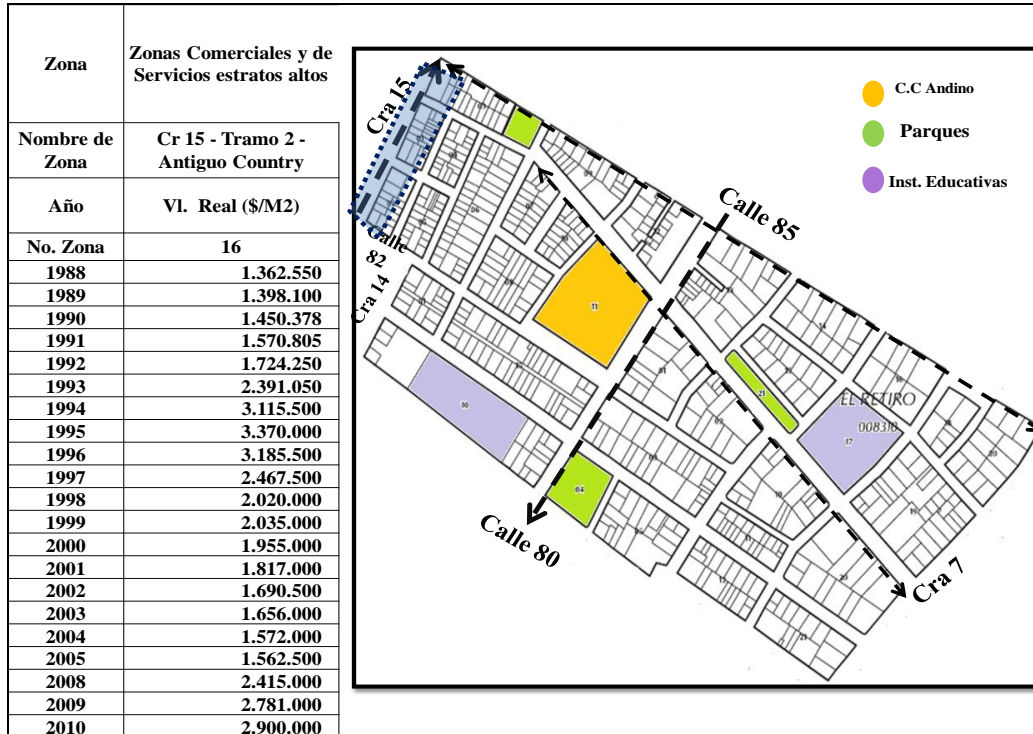 Zona
Zonas Comerciales y de
Servicios estratos altos
Nombre de
Zona
Cr 15 - Tramo 2 -
Antiguo Country
Año
Vl. Real ($/M2)
No. Zona
16
1988 1.362.550
1989 1.398.100
1990 1.450.378
1991 1.570.805
1992 1.724.250
1993 2.391.050
1994 3.115.500
1995 3.370.000
1996 3.185.500
1997 2.467.500
1998 2.020.000
1999 2.035.000
2000 1.955.000
2001 1.817.000
2002 1.690.500
2003 1.656.000
2004 1.572.000
2005 1.562.500
2008 2.415.000
2009 2.781.000
2010 2.900.000
C.C Andino
Parques
Inst. Educativas
Cra 15
Calle 85
Calle
82
Cra 14
11
21
EL RETIRO
17
04
Calle 80
Cra 7